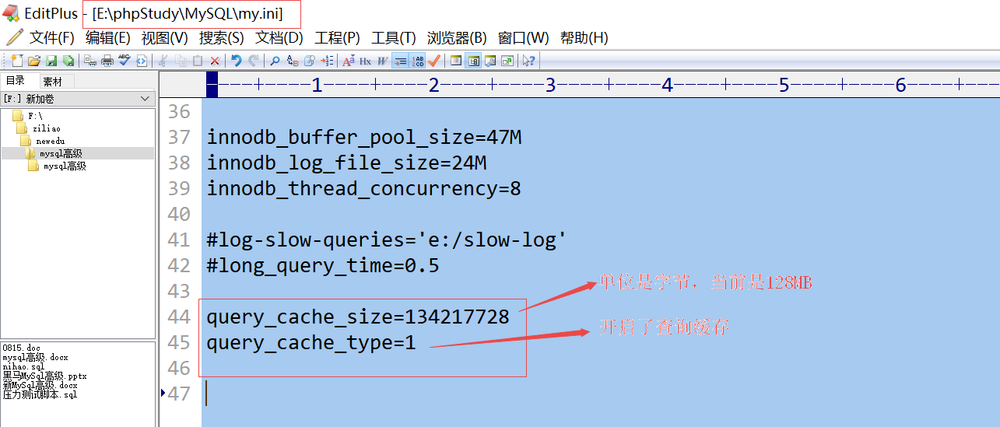 EditPlus - [E:\phpStudy\MySQL\my.ini]
文件(F) 编辑(E) 视图(V) 搜索(S) 文档(D) 工程(P) 工具(T) 浏览器(B) 窗口(W) 帮助(H)
目录 素材
[F:] 新加卷
F:\
ziliao
newedu
mysql高级
mysql高级
0815.doc
mysql高级.docx
nihao.sql
黑马MySql高级.pptx
新MySql高级.docx
压力测试脚本.sql
----+----1----+----2----+----3----+----4----+----5----+----6----+---
36
37 innodb_buffer_pool_size=47M
38 innodb_log_file_size=24M
39 innodb_thread_concurrency=8
40
41 #log-slow-queries='e:/slow-log'
42 #long_query_time=0.5
43
单位是字节，当前是128MB
44 query_cache_size=134217728
开启了查询缓存
45 query_cache_type=1
46
47